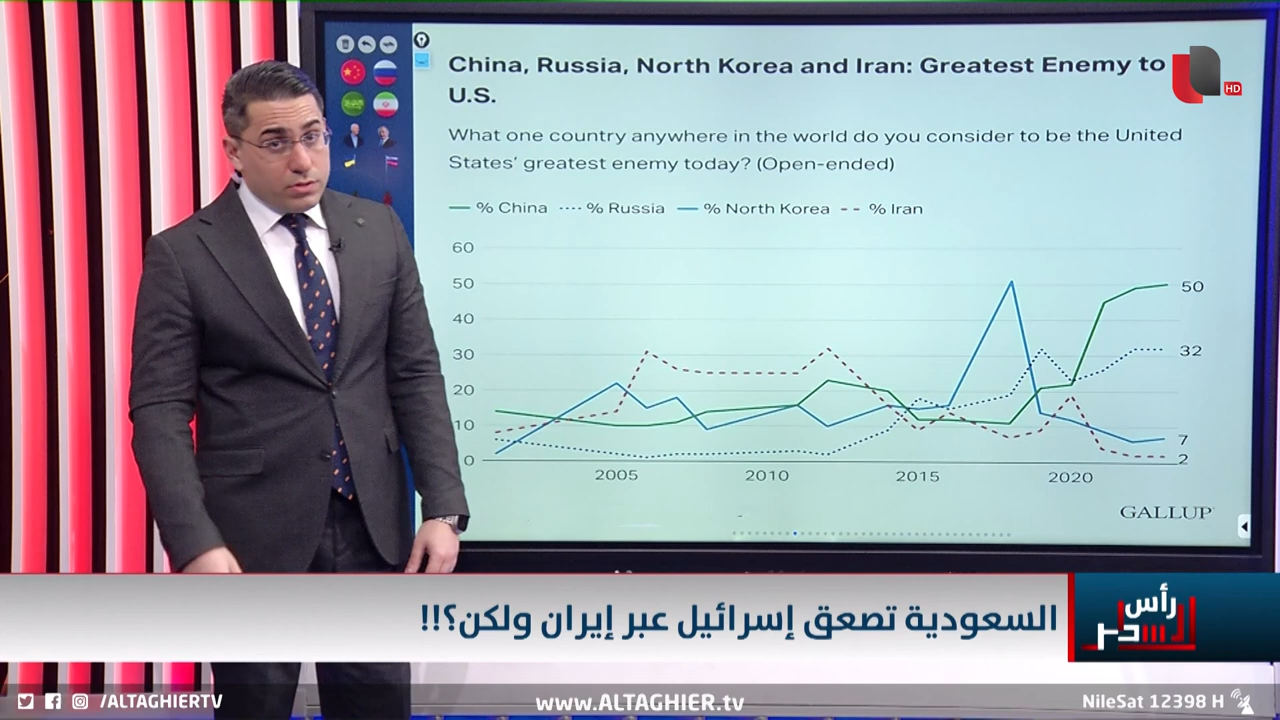 China, Russia, North Korea and Iran: Greatest Enemy to
U.S.
What one country anywhere in the world do you consider to be the United
States' greatest enemy today? (Open-ended)
% China % Russia % North Korea % Iran
60
50
40
30
20
10
0
50
32
7
2
2005 2010 2015 2020
GALLUP
HD
السعودية تصعق إسرائيل عبر إيران ولكن؟!!
رأس
السطر
/ALTAGHIERTV
www.ALTAGHIER.tv
NileSat 12398 H